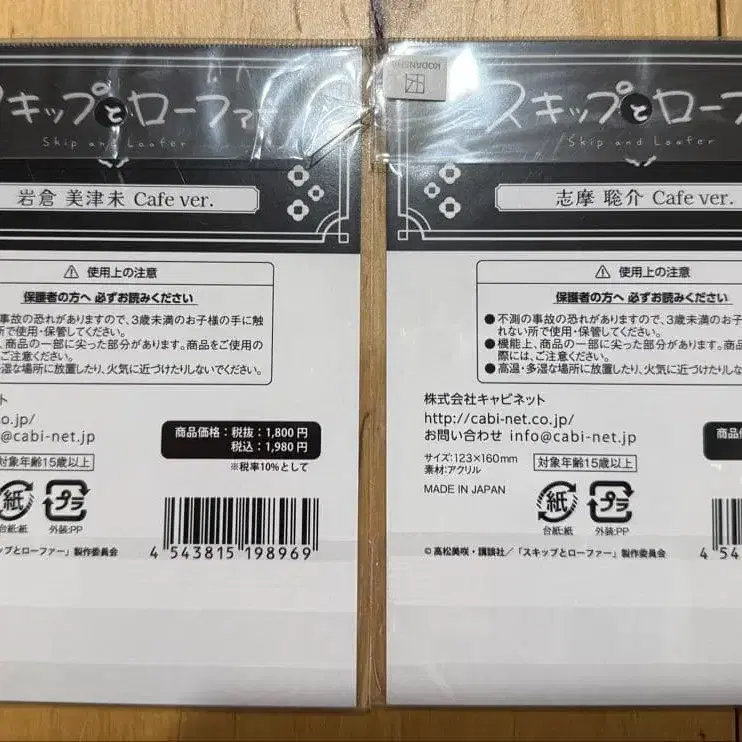 スキップとローファー
Skip and Loafer
岩倉 美津未 Cafe ver.
使用上の注意
保護者の方へ 必ずお読みください
事故の恐れがありますので、3歳未満のお子様の手に触
所で使用・保管してください。
、商品の一部に尖った部分があります。商品をご使用の
ご注意ください。
多湿な場所に放置したり、火気に近づけたりしないでください。
ット
co.jp/
@cabi-net.jp
商品価格:税抜:1,800円
税込:1,980円
※税率10%として
対象年齢15歳以上
紙
プラ
台紙:紙
外装:PP
4 543815 198969
キップとローファー」製作委員会
KODANSHA
スキップとローファ
Skip and Loafer
志摩 聡介 Cafe ver.
使用上の注意
保護者の方へ 必ずお読みください
●不測の事故の恐れがありますので、3歳未満のお子
れない所で使用・保管してください。
●機能上、商品の一部に尖った部分があります。商
際には、ご注意ください。
●高温・多湿な場所に放置したり、火気に近づけたり
株式会社キャビネット
http://cabi-net.co.jp/
お問い合わせ info@cabi-net.jp
商品価
サイズ:123×160mm
素材:アクリル
対象年齢15歳以上
MADE IN JAPAN
紙
プラ
台紙:紙
外装:PP
4 54
©高松美咲・講談社/「スキップとローファー」製作委員会